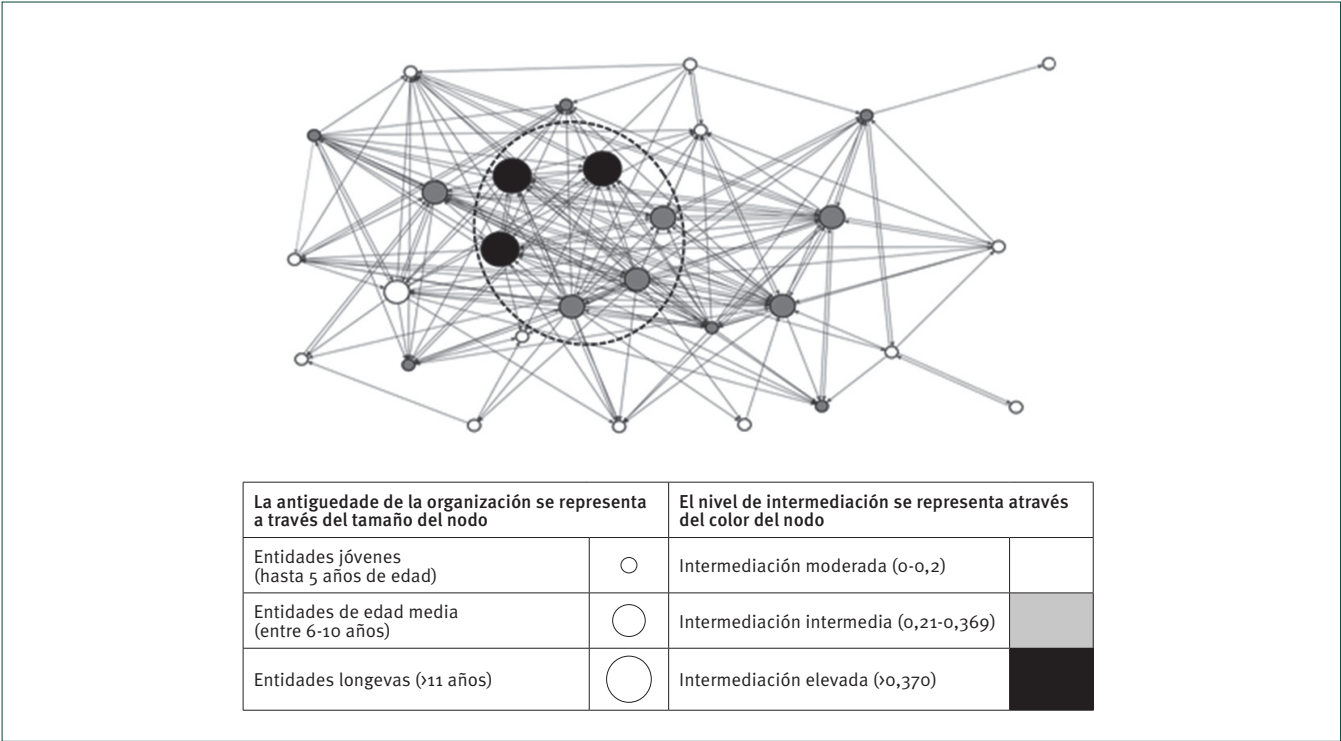 La antiguedade de la organización se representa
a través del tamaño del nodo
El nivel de intermediación se representa através
del color del nodo
Entidades jóvenes
(hasta 5 años de edad)
Intermediación moderada (0-0,2)
Entidades de edad media
(entre 6-10 años)
Intermediación intermedia (0,21-0,369)
Entidades longevas (>11 años)
Intermediación elevada (>0,370)